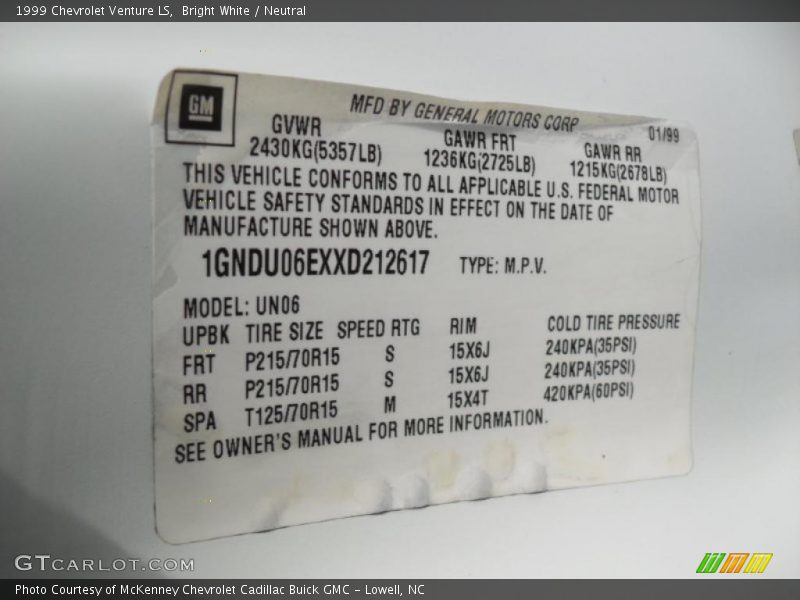 1999 Chevrolet Venture LS,  Bright White / Neutral
GM
MFD BY GENERAL MOTORS CORP
01/99
GVWR GAWR FRT GAWR RR
2430KG(5357LB) 1236KG(2725LB) 1215KG(2678LB)
THIS VEHICLE CONFORMS TO ALL APPLICABLE U.S. FEDERAL MOTOR
VEHICLE SAFETY STANDARDS IN EFFECT ON THE DATE OF
MANUFACTURE SHOWN ABOVE.
1GNDU06EXXD212617 TYPE: M.P.V.
MODEL: UN06
UPBK TIRE SIZE SPEED RTG RIM COLD TIRE PRESSURE
FRT P215/70R15 S 15X6J 240KPA(35PSI)
RR P215/70R15 S 15X6J 240KPA(35PSI)
SPA T125/70R15 M 15X4T 420KPA(60PSI)
SEE OWNER'S MANUAL FOR MORE INFORMATION.
GTCARLOT.COM
Photo Courtesy of McKenney Chevrolet Cadillac Buick GMC - Lowell, NC